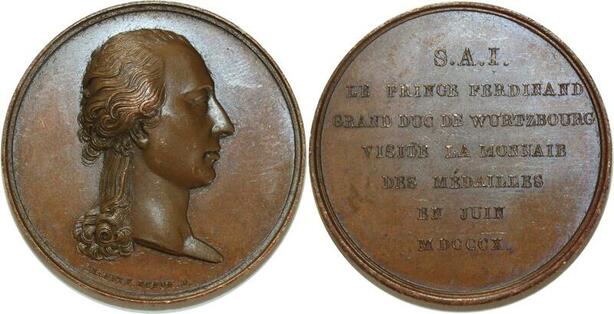 S.A.I.
LE PRINCE FERDINAND
GRAND DUC DE WURTZBOURG
VISITE LA MONNAIE
DES MÉDAILLES
EN JUIN
MDCCCX.